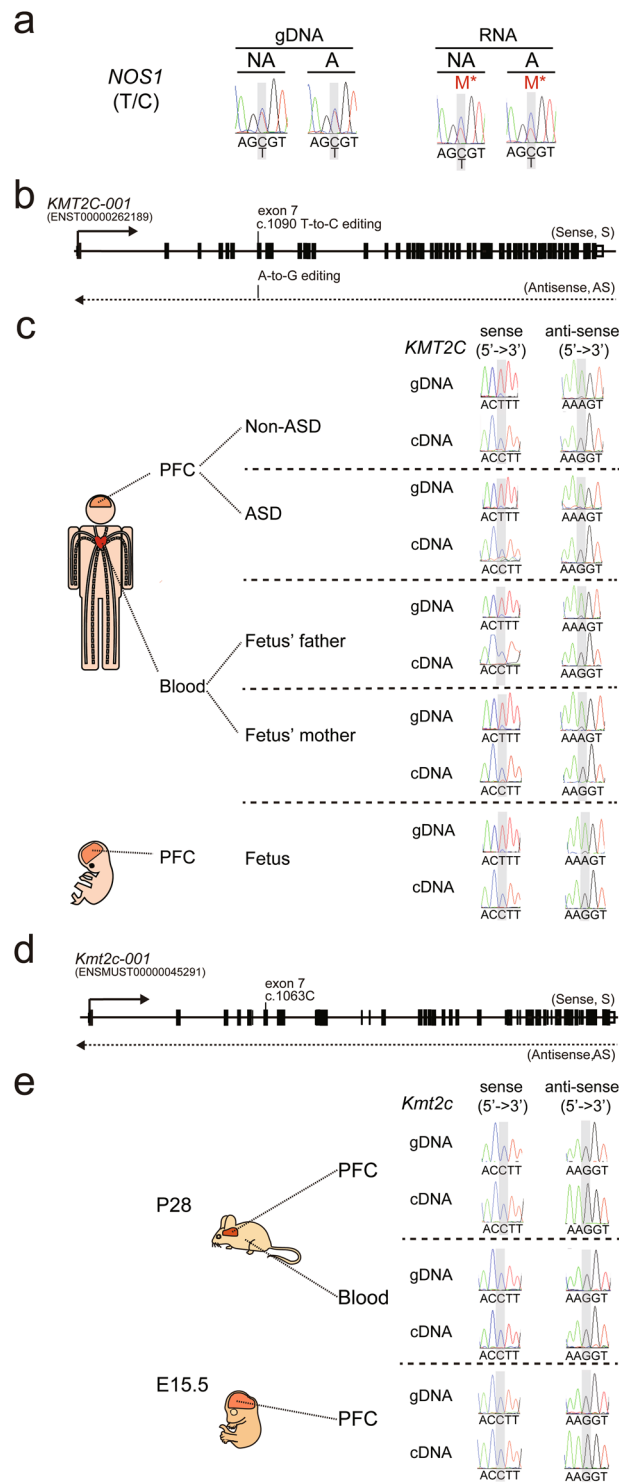 a
gDNA
RNA
NA
A
NA
A
NOS1
(T/C)
M*
M*
AGCGT
T
AGCGT
T
AGCGT
T
AGCGT
T
b
KMT2C-001
(ENST00000262189)
exon 7
c.1090 T-to-C editing
(Sense, S)
A-to-G editing
(Antisense, AS)
c
KMT2C
sense
(5'->3')
anti-sense
(5'->3')
gDNA
ACTTT
AAAGT
Non-ASD
cDNA
ACCTT
AAGGT
PFC
gDNA
ACTTT
AAAGT
ASD
cDNA
ACCTT
AAGGT
gDNA
ACTTT
AAAGT
Fetus' father
cDNA
ACCTT
AAGGT
Blood
gDNA
ACTTT
AAAGT
Fetus' mother
cDNA
ACCTT
AAGGT
gDNA
ACTTT
AAAGT
PFC
Fetus
cDNA
ACCTT
AAGGT
d
Kmt2c-001
(ENSMUST00000045291)
exon 7
c.1063C
(Sense, S)
(Antisense,AS)
e
Kmt2c
sense
(5'->3')
anti-sense
(5'->3')
gDNA
ACCTT
AAGGT
PFC
P28
cDNA
ACCTT
AAGGT
gDNA
ACCTT
AAGGT
Blood
cDNA
ACCTT
AAGGT
E15.5
gDNA
ACCTT
AAGGT
PFC
cDNA
ACCTT
AAGGT